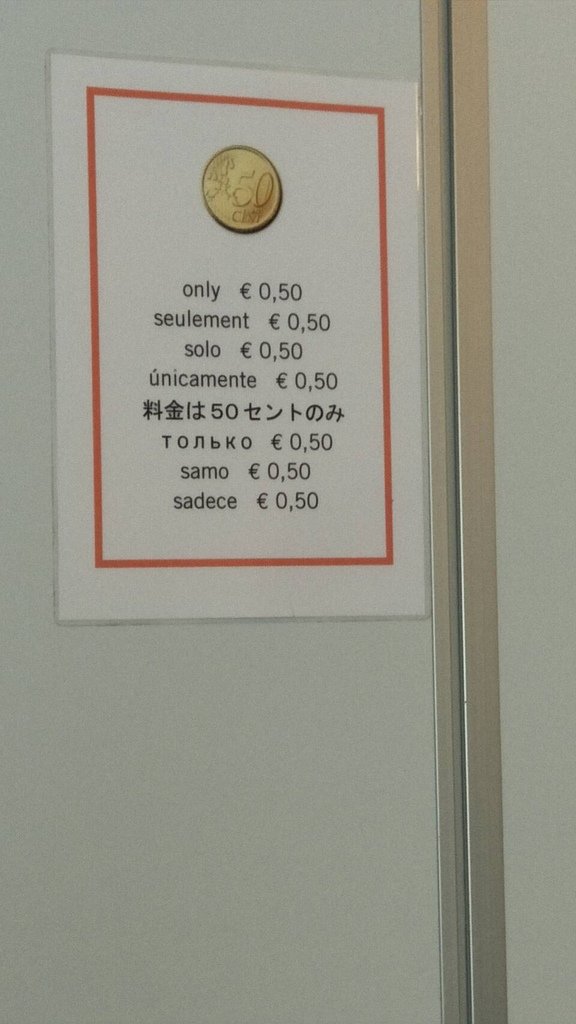 50
CENT
only € 0,50
seulement € 0,50
solo € 0,50
únicamente € 0,50
料金は50セントのみ
только € 0,50
samo € 0,50
sadece € 0,50